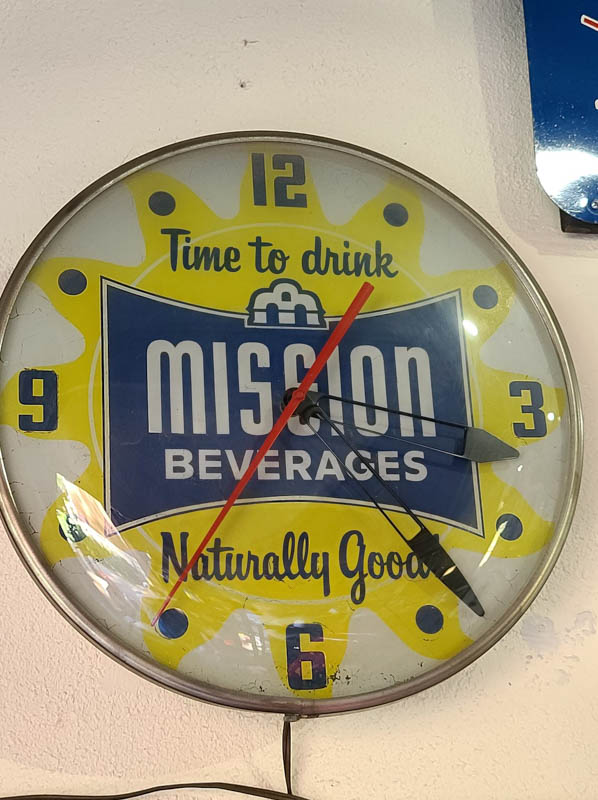 12
Time to drink
mission
BEVERAGES
9
3
Naturally Good!
6